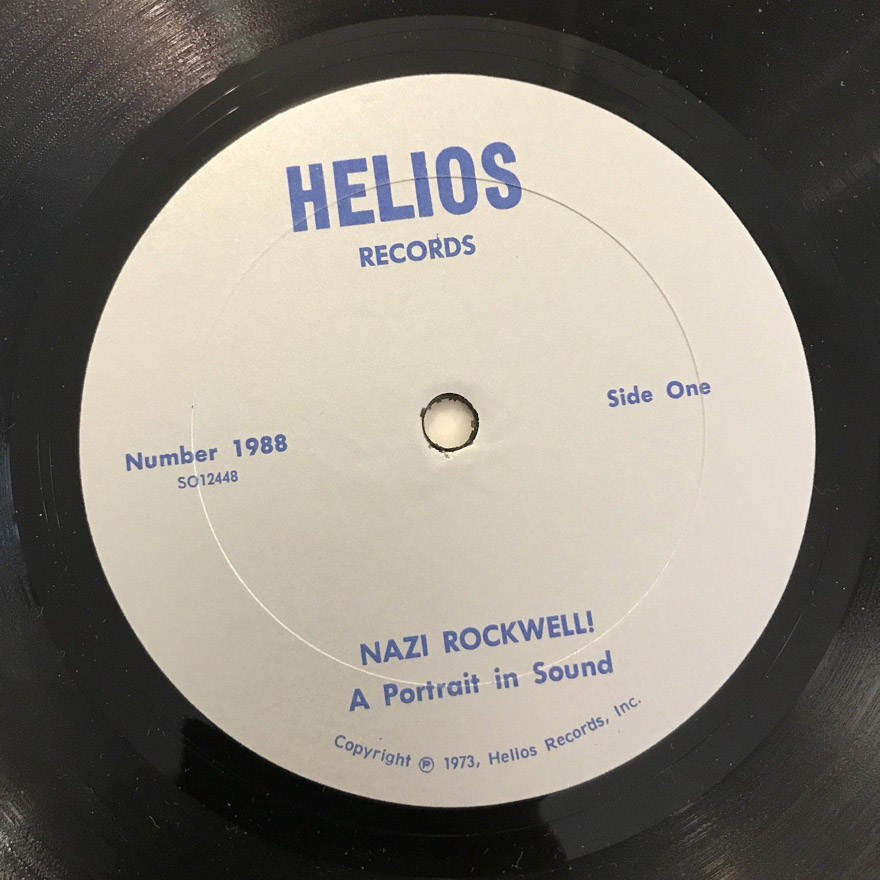 HELIOS
RECORDS
Side One
Number 1988
SO12448
NAZI ROCKWELL!
A Portrait in Sound
Copyright ℗ 1973, Helios Records, Inc.